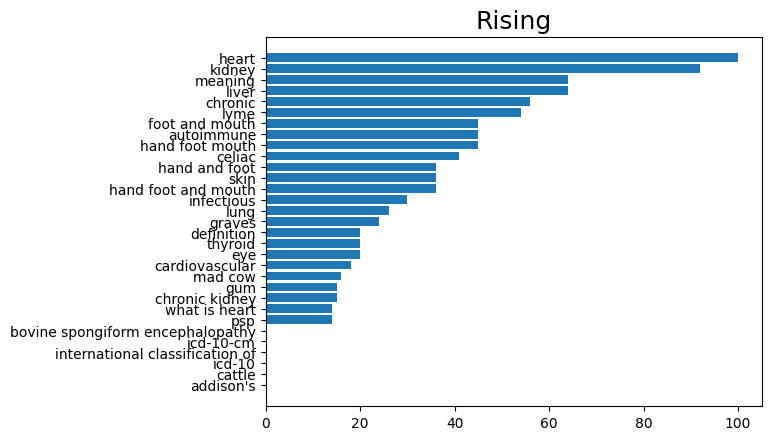 Rising
heart
kidney
meaning
liver
chronic
lyme
foot and mouth
autoimmune
hand foot mouth
celiac
hand and foot
skin
hand foot and mouth
infectious
lung
graves
definition
thyroid
eye
cardiovascular
mad cow
gum
chronic kidney
what is heart
psp
bovine spongiform encephalopathy
icd-10-cm
international classification of
icd-10
cattle
addison's
0 20 40 60 80 100